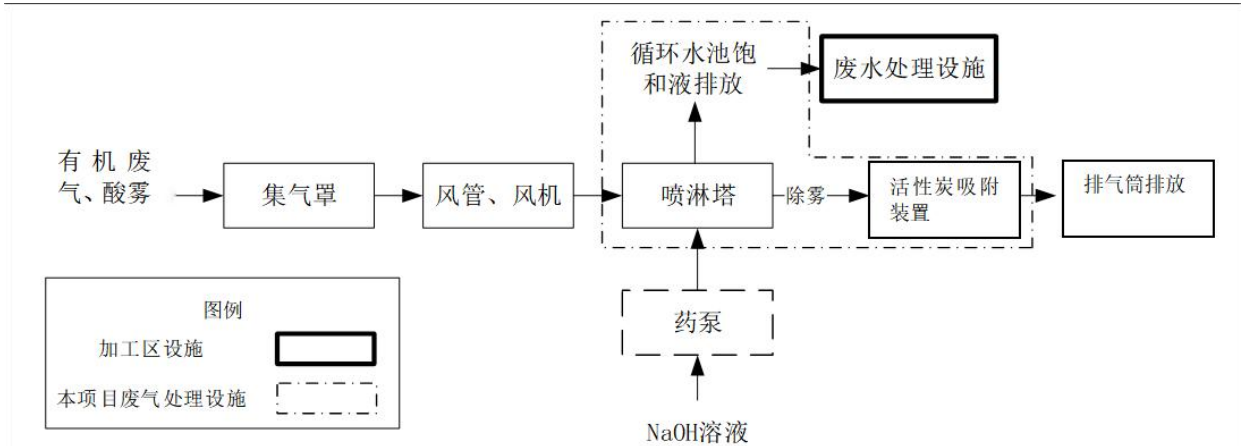 循环水池饱
和液排放
废水处理设施
有机废
气、酸雾
集气罩
风管、风机
喷淋塔
除雾
活性炭吸附
装置
排气筒排放
药泵
NaOH溶液
图例
加工区设施
本项目废气处理设施